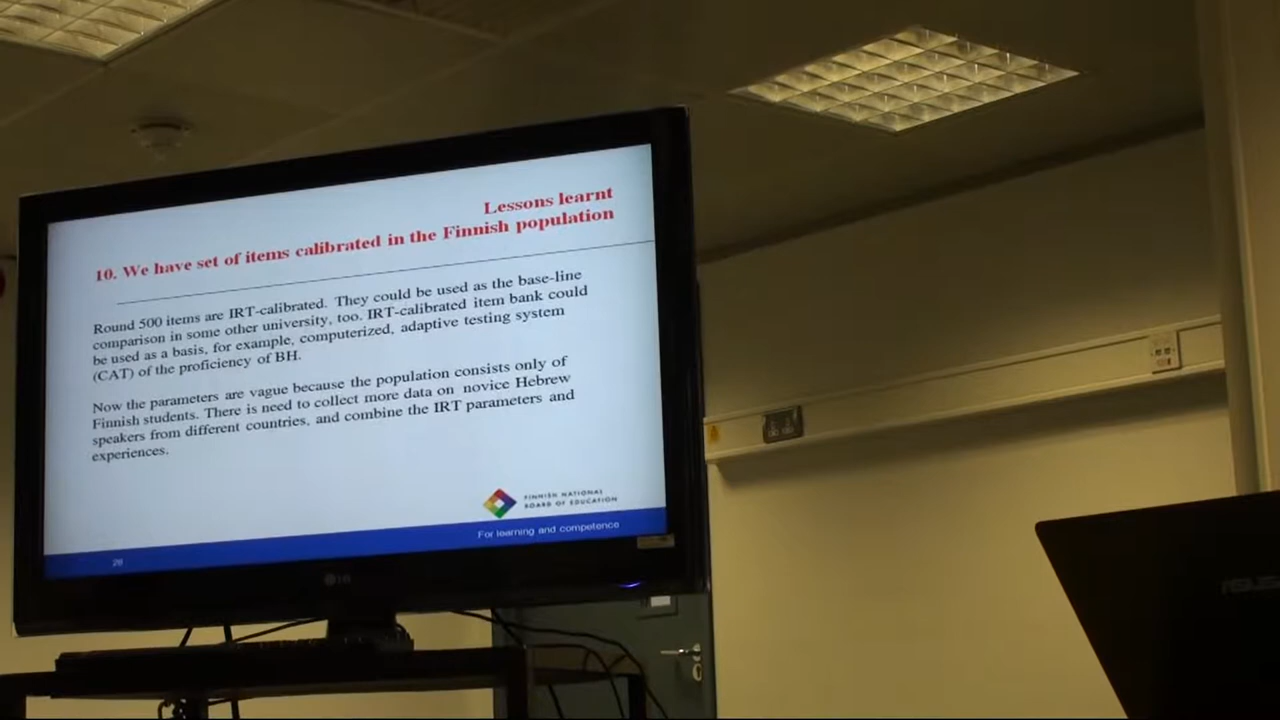 Lessons learnt
10. We have set of items calibrated in the Finnish population
Round 500 items are IRT-calibrated. They could be used as the base-line
comparison in some other university, too. IRT-calibrated item bank could
be used as a basis, for example, computerized, adaptive testing system
(CAT) of the proficiency of BH.
Now the parameters are vague because the population consists only of
Finnish students. There is need to collect more data on novice Hebrew
speakers from different countries, and combine the IRT parameters and
experiences.
FINNISH NATIONAL
BOARD OF EDUCATION
For learning and competence
26
LG
ASUS